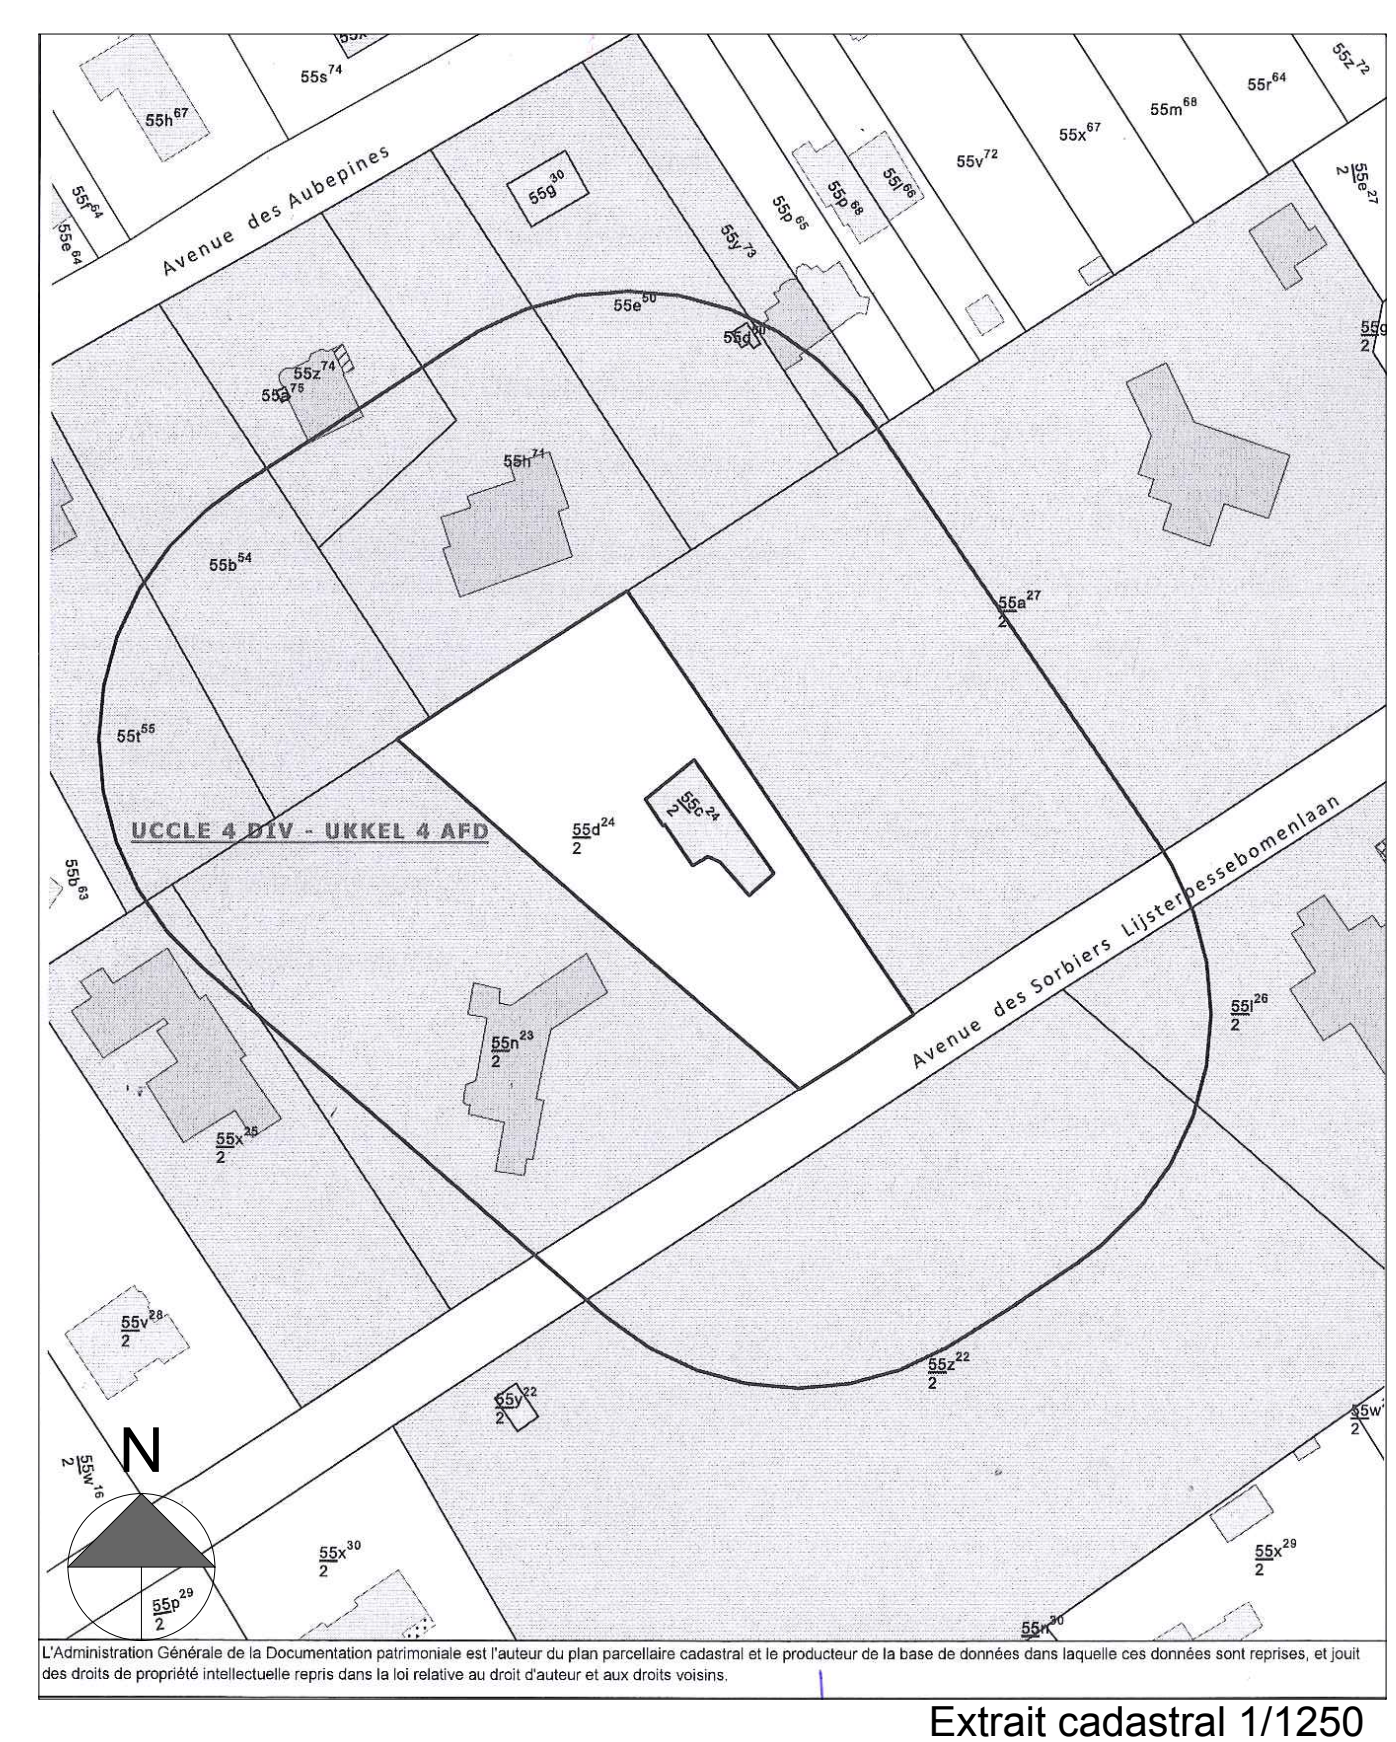 55s74
55h67
55z72
55r64
55m68
55x67
55v72
55e27
2
55f64
55e64
Avenue des Aubepines
55g30
55p65
55p68
55l66
55y73
55e50
55z74
55a75
55h71
55b54
55a27
2
55t55
UCCLE 4 DIV - UKKEL 4 AFD
55d24
2
55c24
2
55b63
Avenue des Sorbiers Lijsterbessebomenlaan
55l26
2
55n23
2
55x25
2
55v28
2
55z22
2
55y22
2
N
55w16
2
55x30
2
55x29
2
55p29
2
L'Administration Générale de la Documentation patrimoniale est l'auteur du plan parcellaire cadastral et le producteur de la base de données dans laquelle ces données sont reprises, et jouit
des droits de propriété intellectuelle repris dans la loi relative au droit d'auteur et aux droits voisins.
Extrait cadastral 1/1250